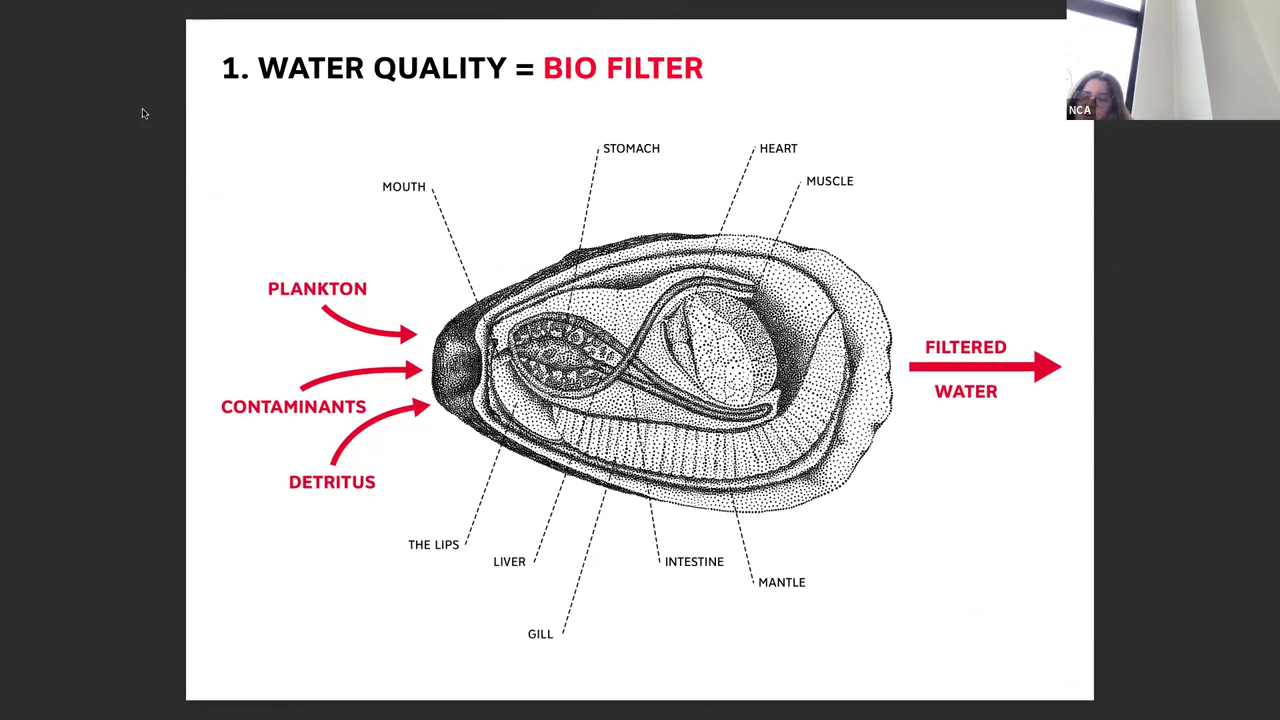 1. WATER QUALITY = BIO FILTER
NCA
STOMACH
HEART
MUSCLE
MOUTH
PLANKTON
CONTAMINANTS
DETRITUS
FILTERED
WATER
THE LIPS
LIVER
INTESTINE
MANTLE
GILL